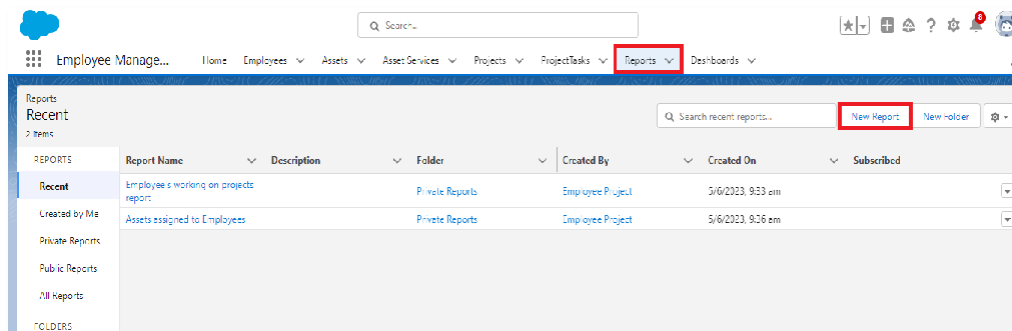 Search...
8
Employee Manage... Home Employees Assets Asset Services Projects ProjectTasks Reports Dashboards
Reports
Recent
2 items
Search recent reports...
New Report
New Folder
REPORTS
Recent
Created by Me
Private Reports
Public Reports
All Reports
FOLDERS
Report Name Description Folder Created By Created On Subscribed
Employee's working on projects
report
Private Reports Employee Project 5/6/2023, 9:33 am
Assets assigned to Employees Private Reports Employee Project 5/6/2023, 9:36 am